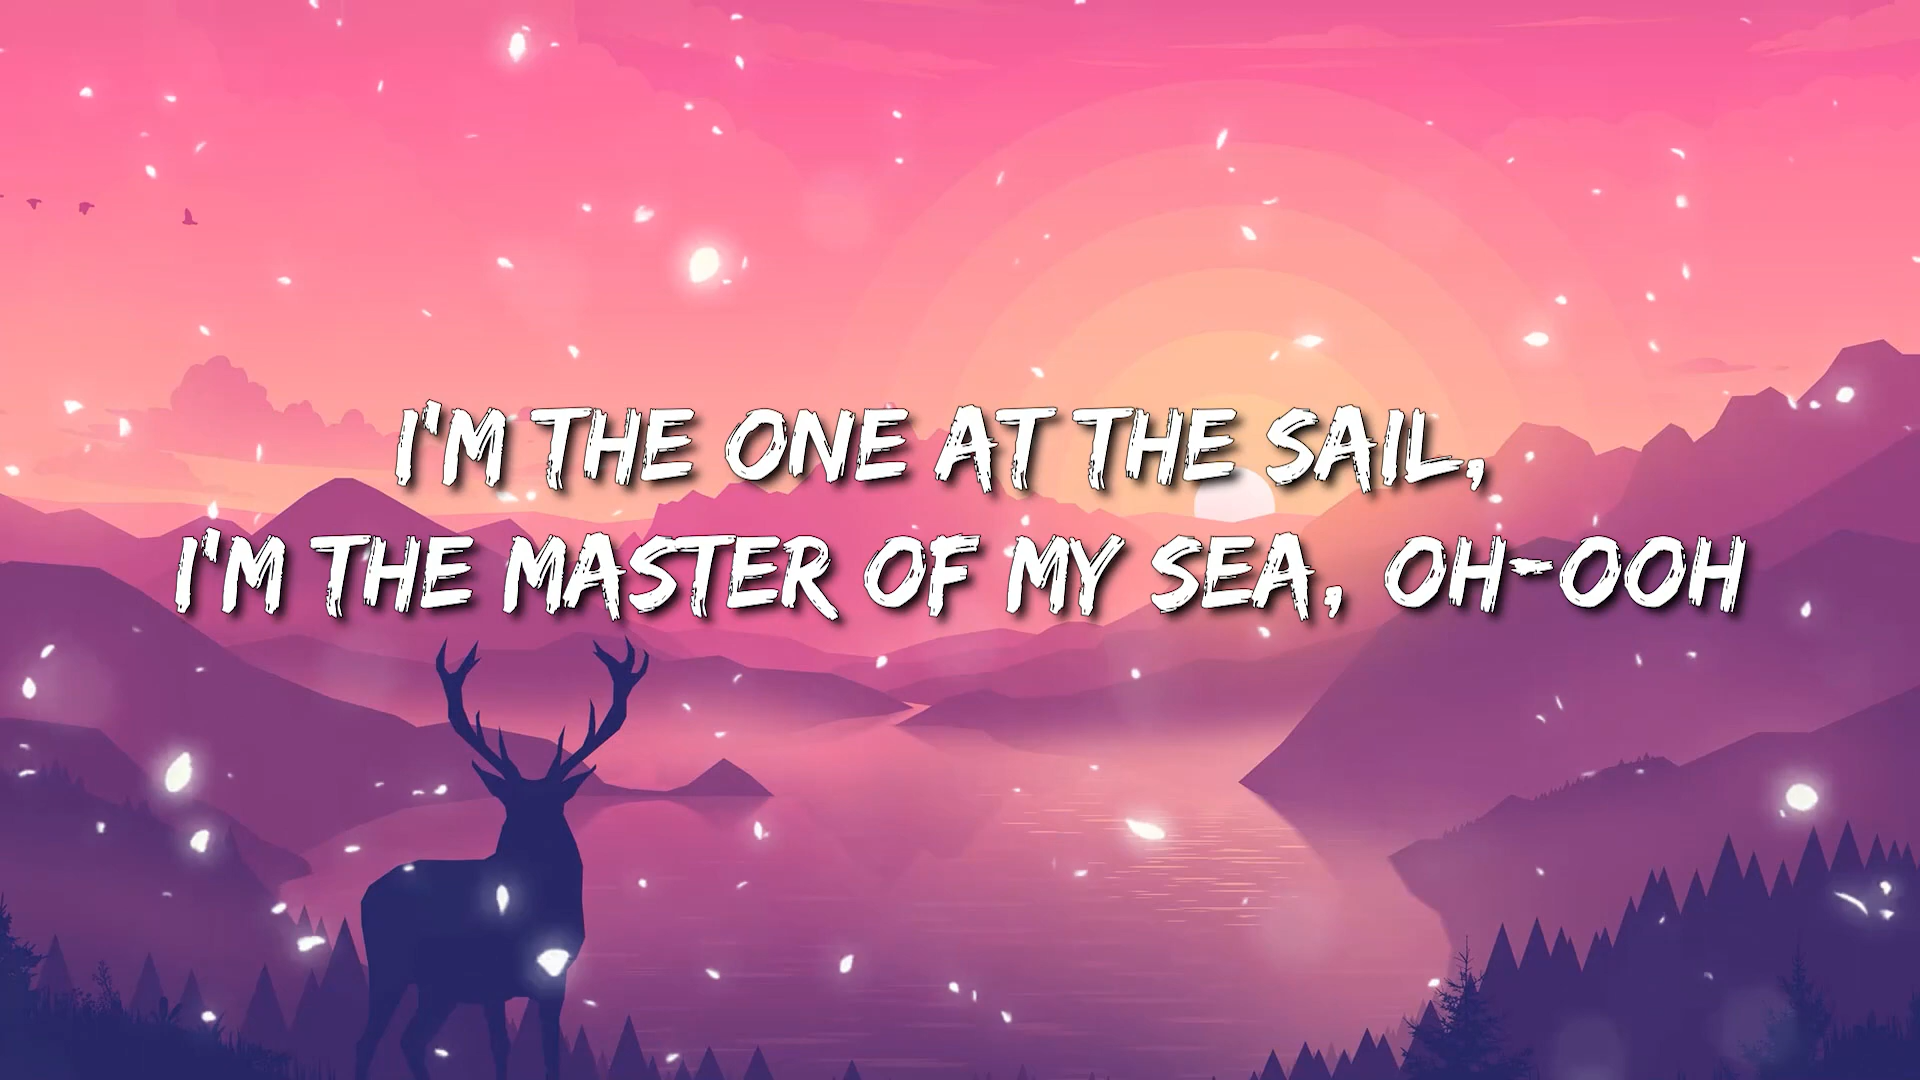 I'M THE ONE AT THE SAIL,
I'M THE MASTER OF MY SEA, OH-OOH